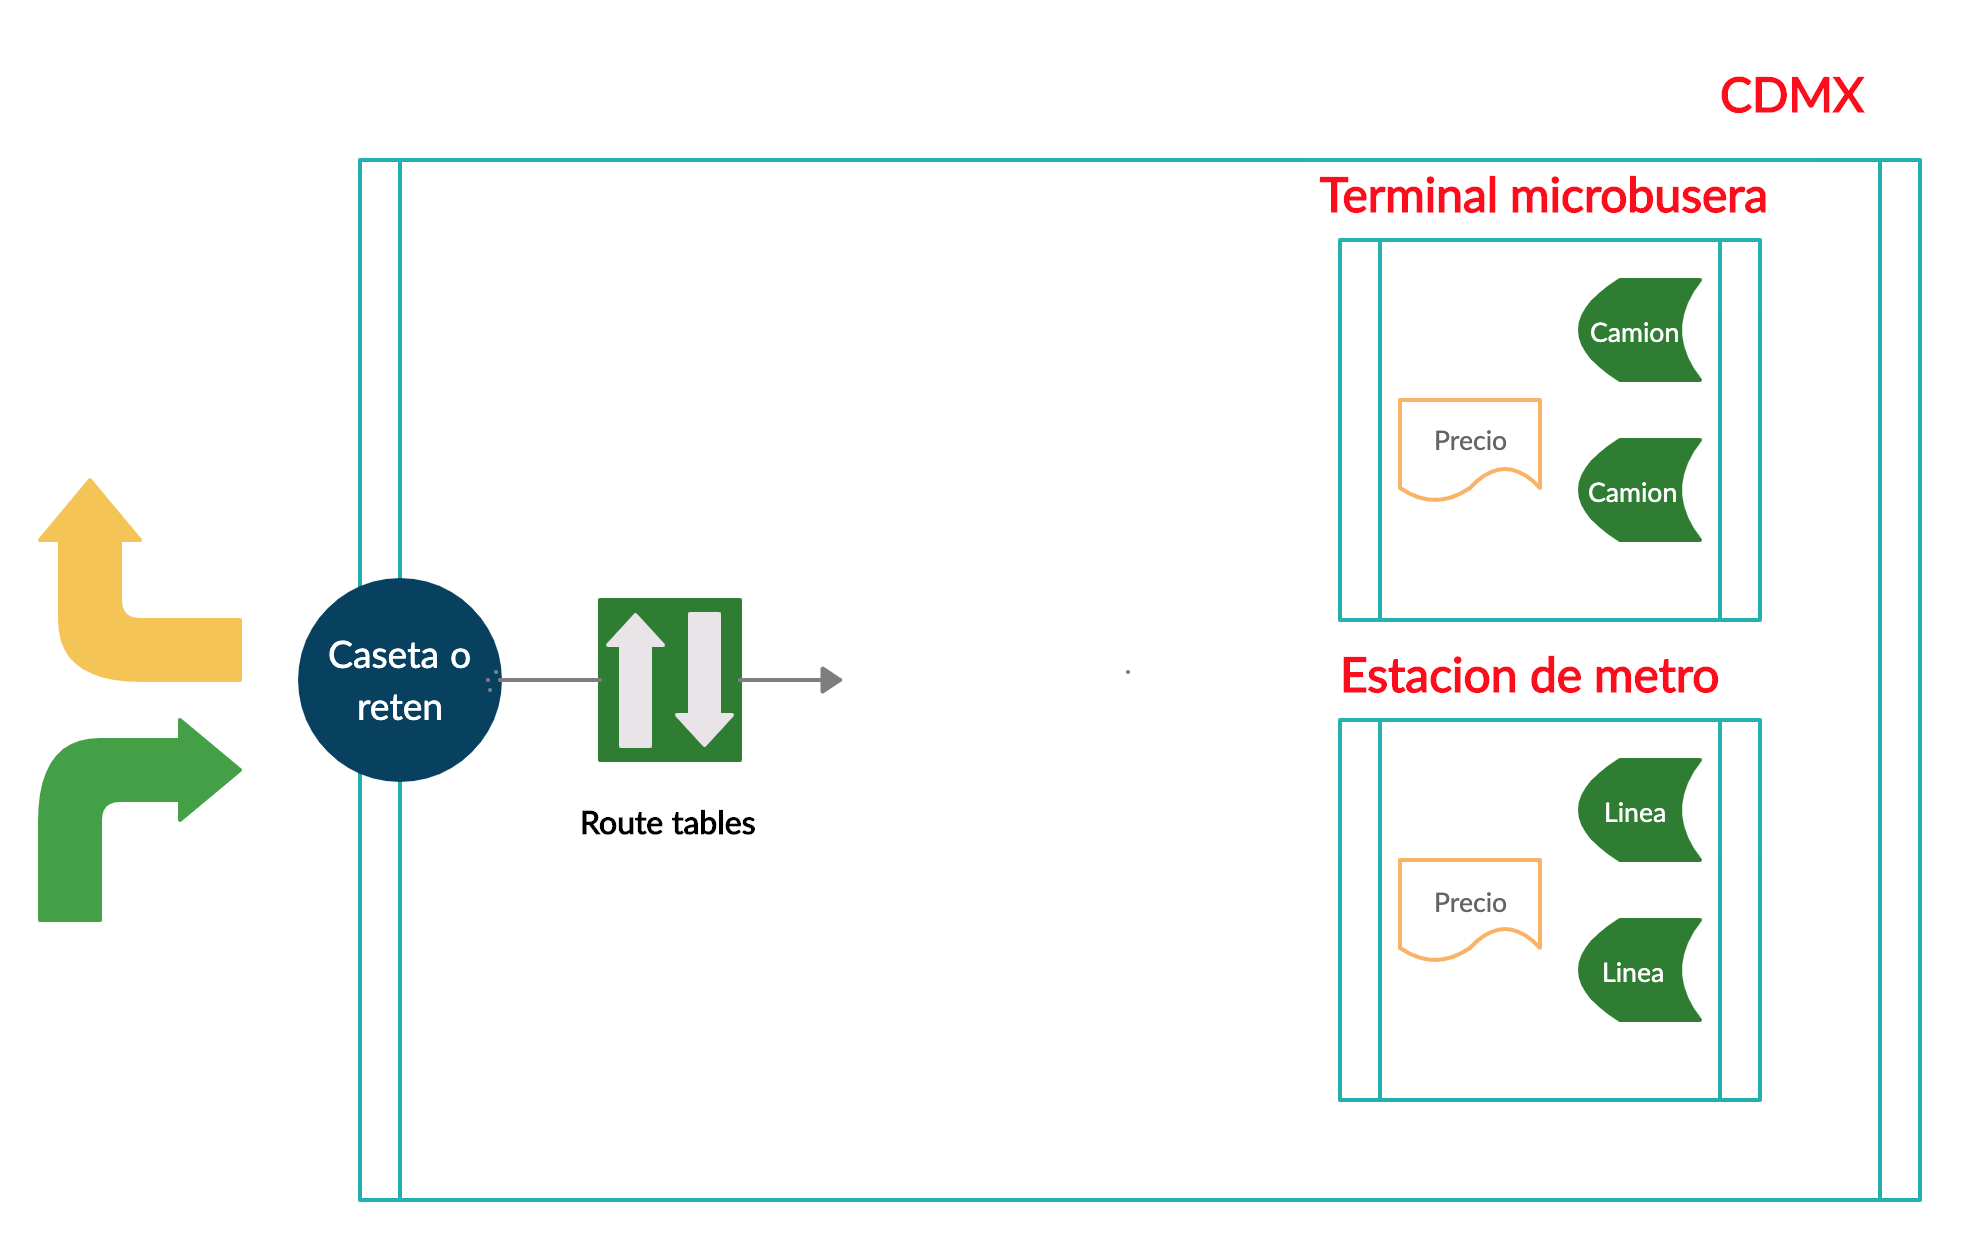 CDMX
Terminal microbusera
Camion
Precio
Camion
Caseta o
reten
Route tables
Estacion de metro
Linea
Precio
Linea